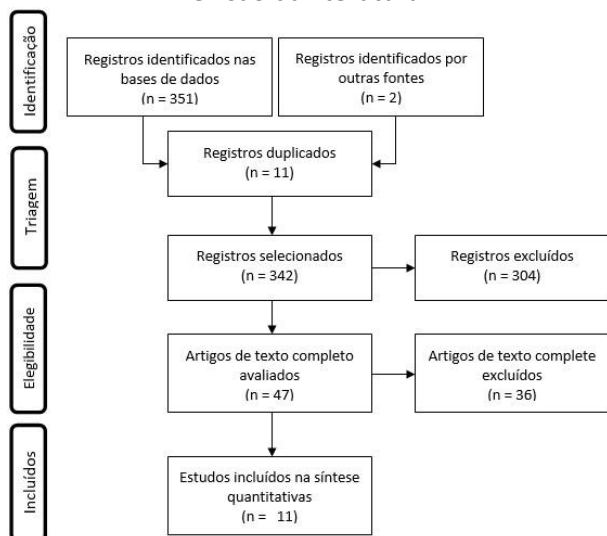 Identificação
Registros identificados nas
bases de dados
(n = 351)
Registros identificados por
outras fontes
(n = 2)
Registros duplicados
(n = 11)
Triagem
Registros selecionados
(n = 342)
Registros excluídos
(n = 304)
Elegibilidade
Artigos de texto completo
avaliados
(n = 47)
Artigos de texto complete
excluídos
(n = 36)
Incluídos
Estudos incluídos na síntese
quantitativas
(n = 11)